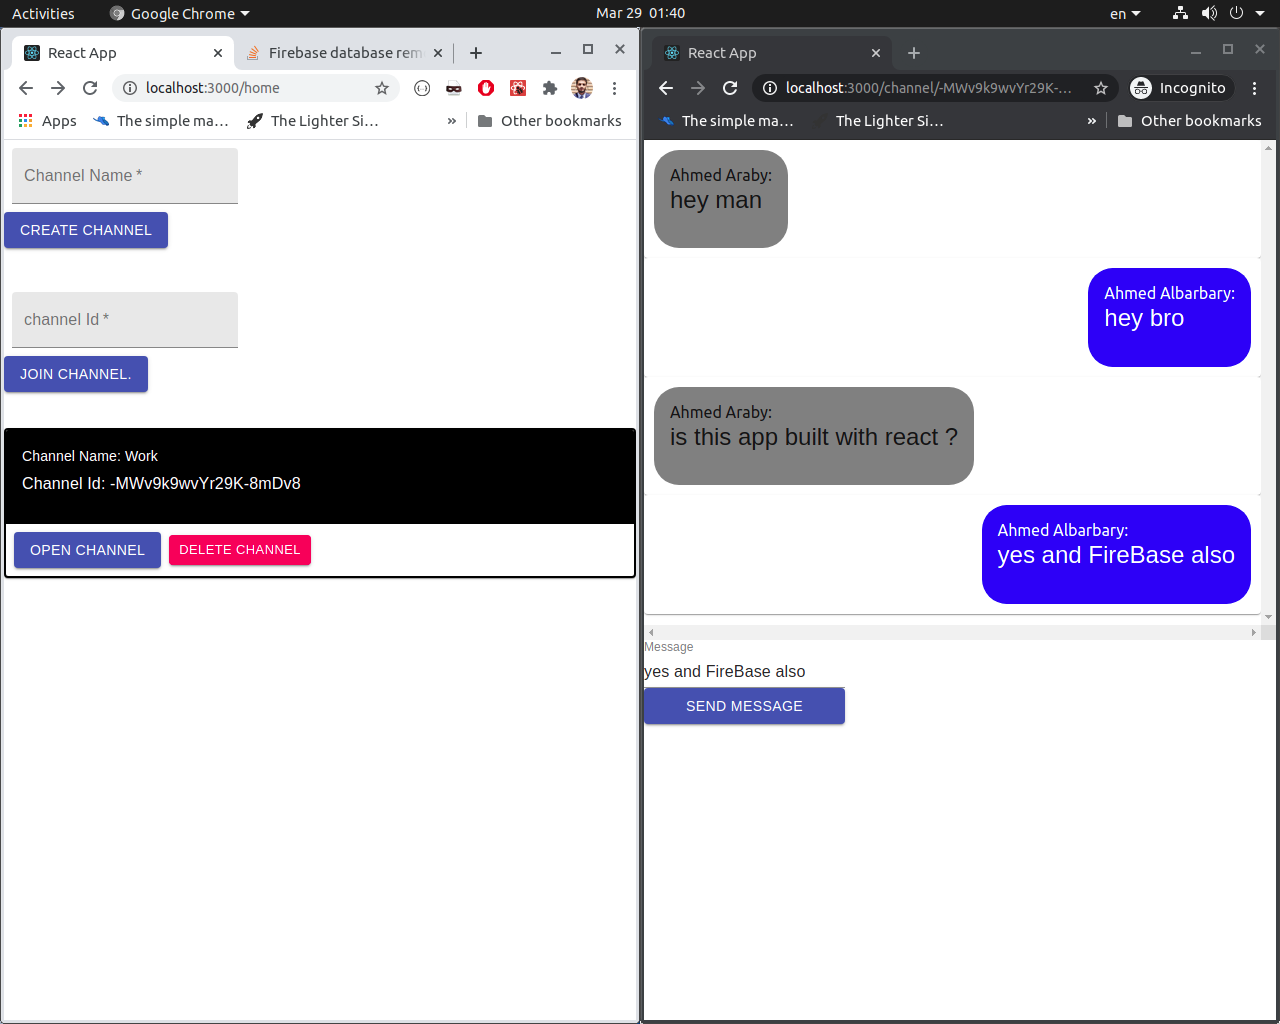 Activities
Google Chrome
Mar 29 01:40
en
React App
Firebase database rem
localhost:3000/home
Apps
The simple ma...
The Lighter Si...
»
Other bookmarks
Channel Name *
CREATE CHANNEL
channel Id *
JOIN CHANNEL.
Channel Name: Work
Channel Id: -MWv9k9wvYr29K-8mDv8
OPEN CHANNEL
DELETE CHANNEL
React App
localhost:3000/channel/-MWv9k9wvYr29K-...
Incognito
The simple ma...
The Lighter Si...
»
Other bookmarks
Ahmed Araby:
hey man
Ahmed Albarbary:
hey bro
Ahmed Araby:
is this app built with react ?
Ahmed Albarbary:
yes and FireBase also
Message
yes and FireBase also
SEND MESSAGE